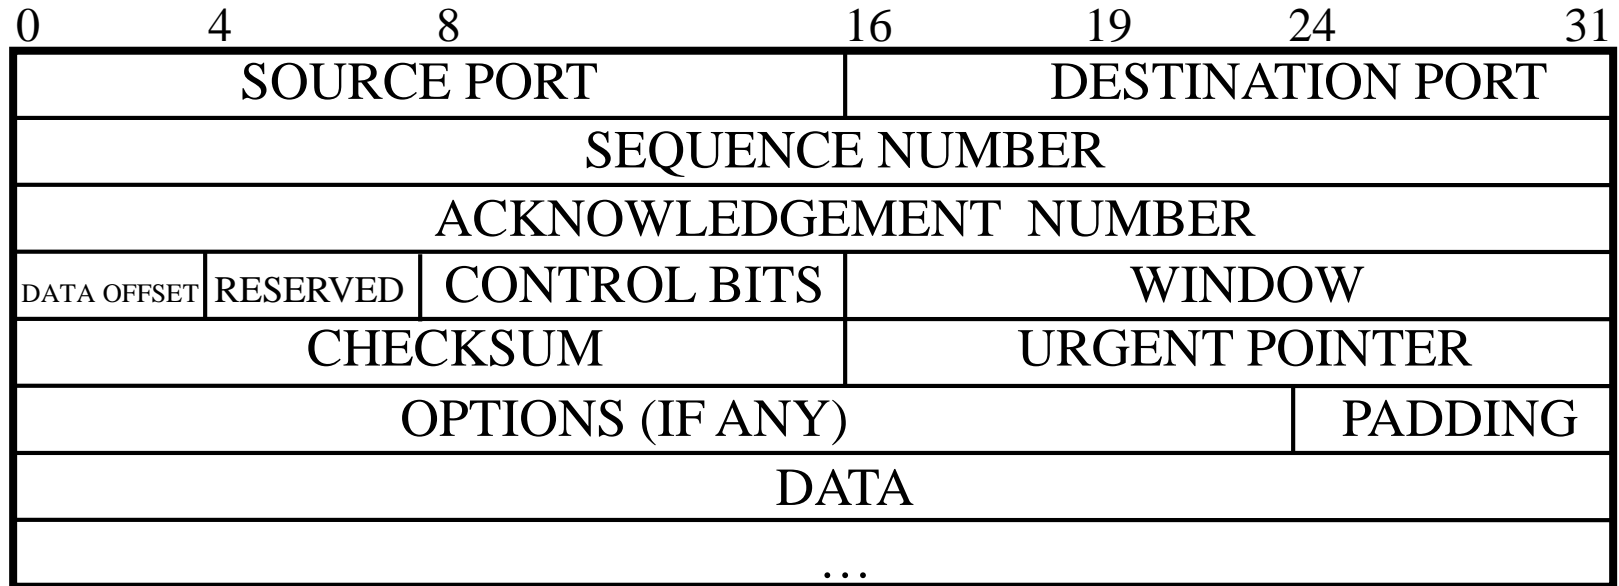 0 4 8 16 19 24 31
SOURCE PORT DESTINATION PORT
SEQUENCE NUMBER
ACKNOWLEDGEMENT NUMBER
DATA OFFSET RESERVED CONTROL BITS WINDOW
CHECKSUM URGENT POINTER
OPTIONS (IF ANY) PADDING
DATA
...